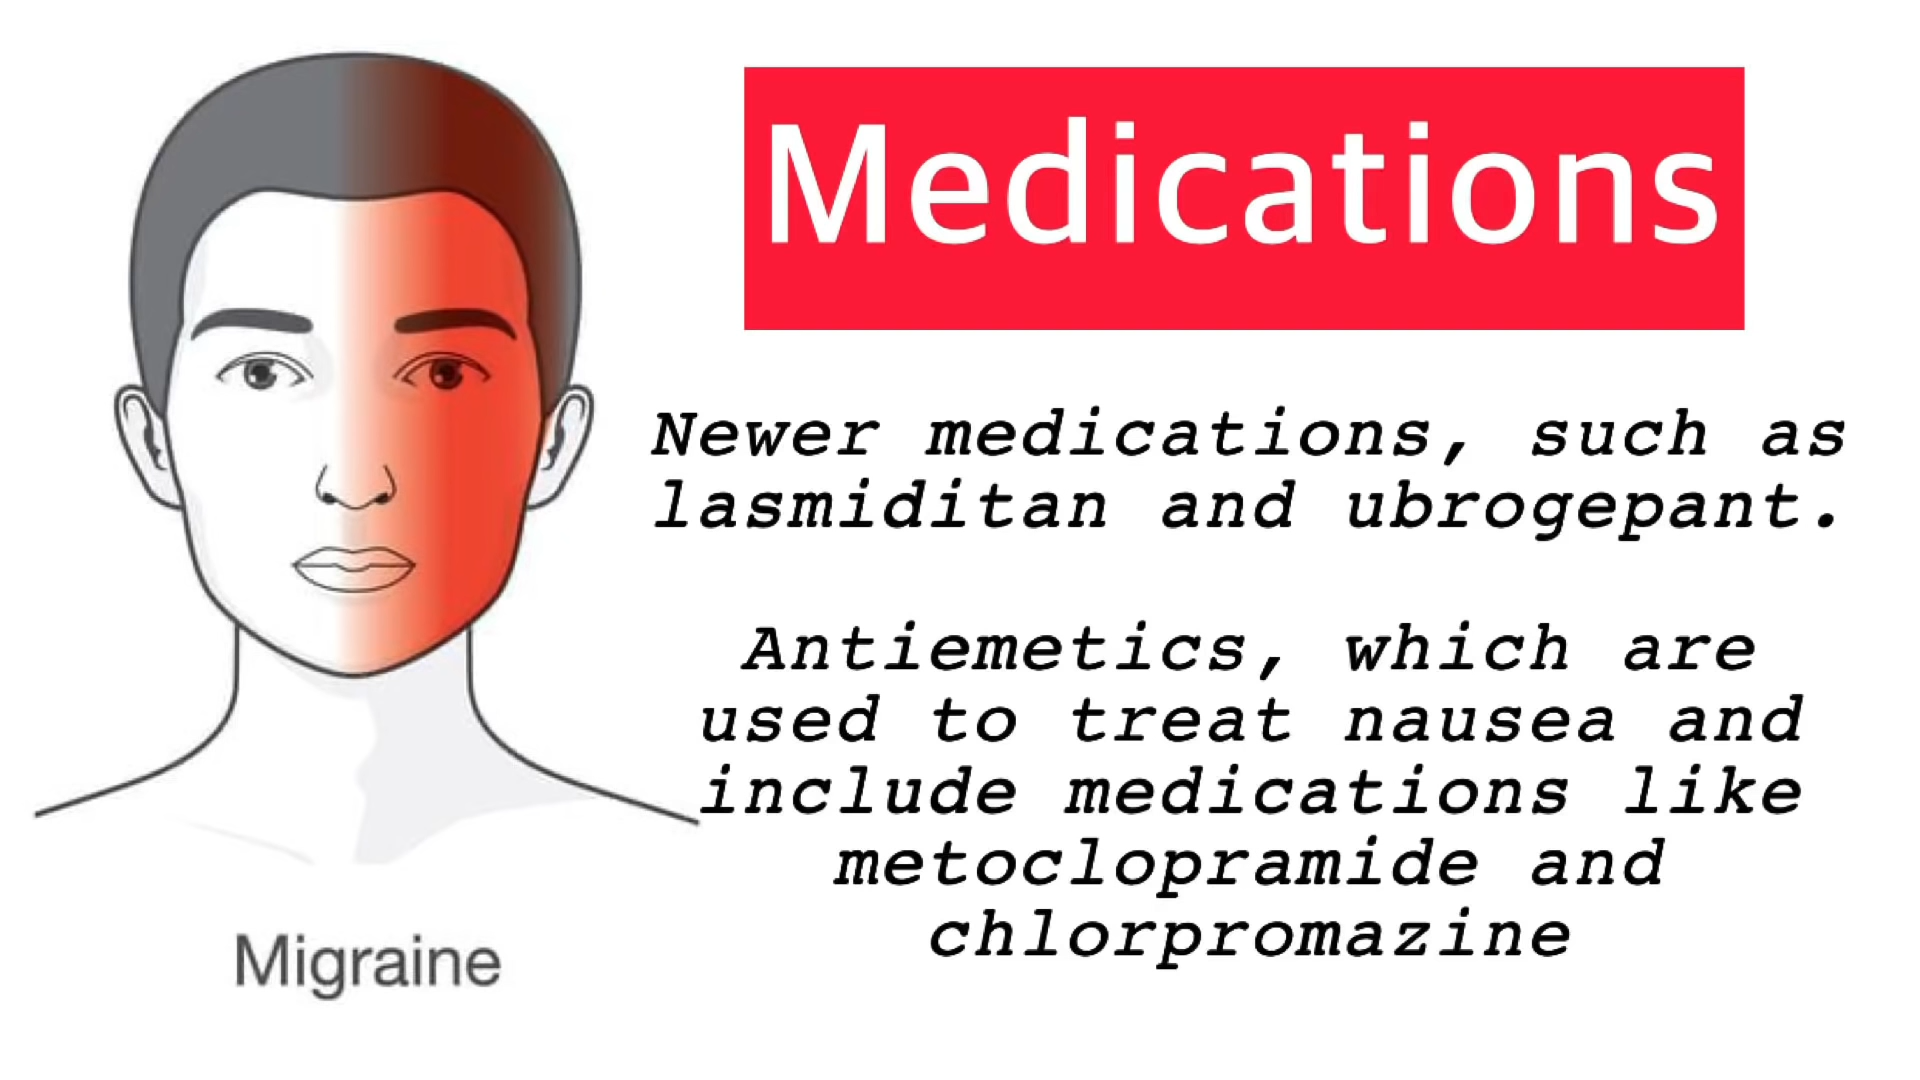 Medications
Newer medications, such as
lasmiditan and ubrogepant.
Antiemetics, which are
used to treat nausea and
include medications like
metoclopramide and
chlorpromazine
Migraine